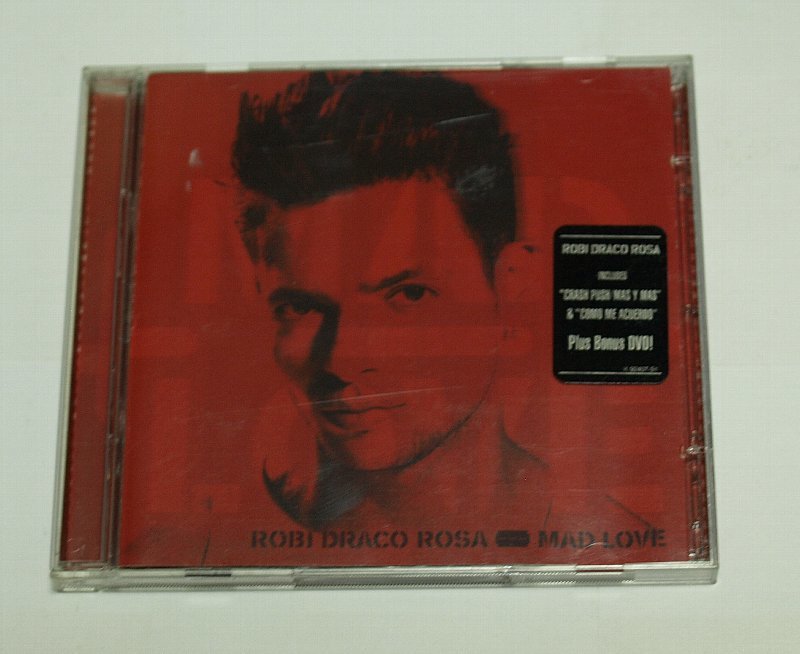 ROBI DRACO ROSA
INCLUDES
"CRASH PUSH MAS Y MAS"
& "COMO ME ACUERDO"
Plus Bonus DVD!
ROBI DRACO ROSA MAD LOVE